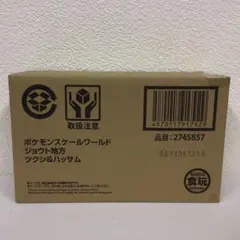 取扱注意
4570117917929
品番:2745857
ポケモンスケールワールド
ジョウト地方
ツクシ&ハッサム
食玩